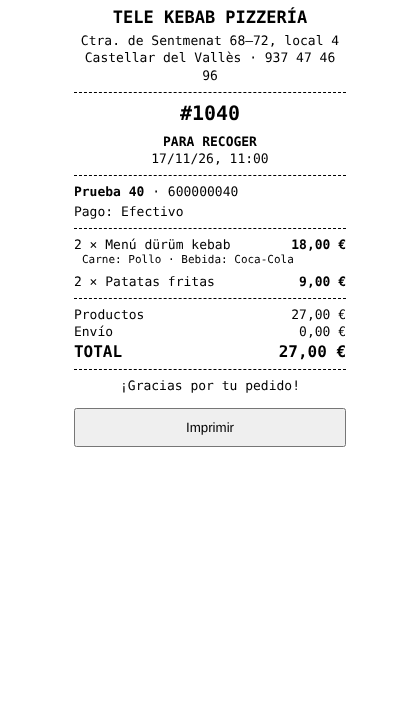 TELE KEBAB PIZZERÍA
Ctra. de Sentmenat 68–72, local 4
Castellar del Vallès · 937 47 46
96
#1040
PARA RECOGER
17/11/26, 11:00
Prueba 40 · 600000040
Pago: Efectivo
2 × Menú dürüm kebab 18,00 €
Carne: Pollo · Bebida: Coca-Cola
2 × Patatas fritas 9,00 €
Productos 27,00 €
Envío 0,00 €
TOTAL 27,00 €
¡Gracias por tu pedido!
Imprimir